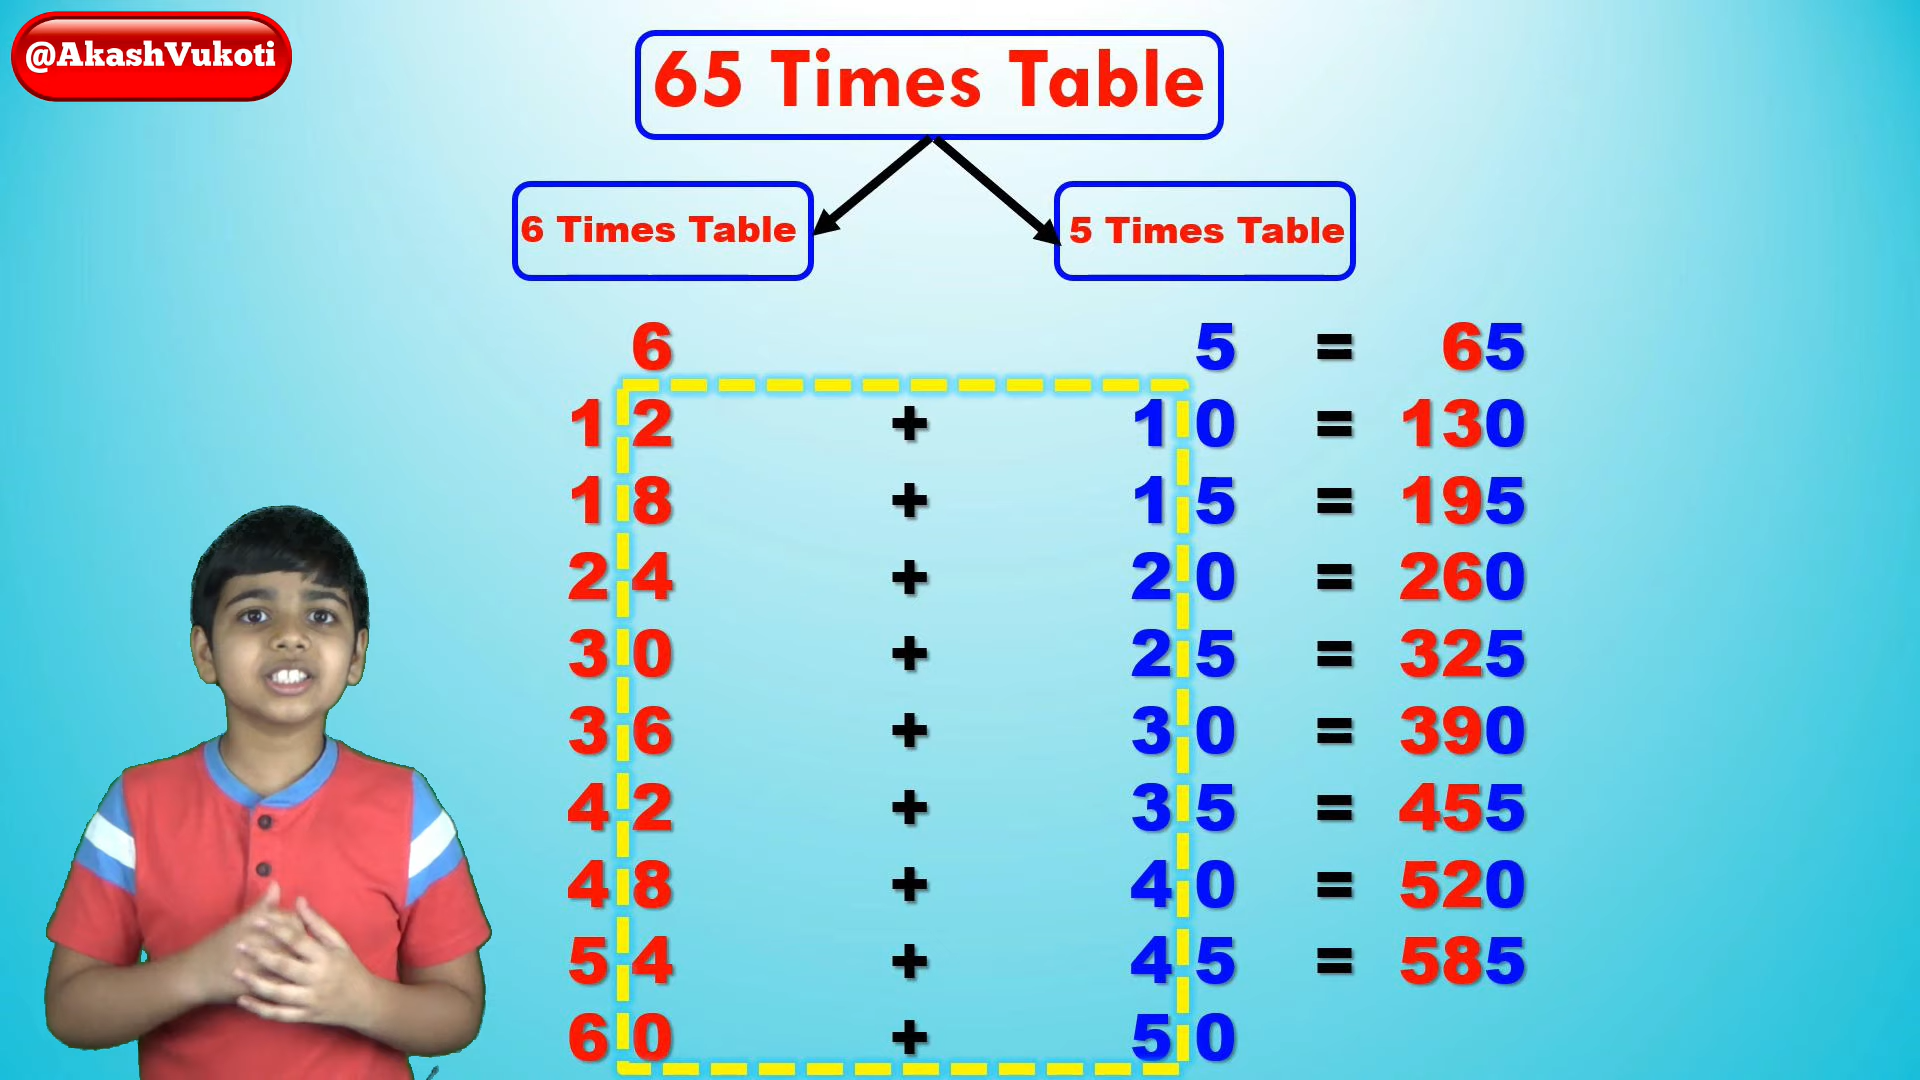 @AkashVukoti
65 Times Table
6 Times Table
5 Times Table
6 5 = 65
12 + 10 = 130
18 + 15 = 195
24 + 20 = 260
30 + 25 = 325
36 + 30 = 390
42 + 35 = 455
48 + 40 = 520
54 + 45 = 585
60 + 50